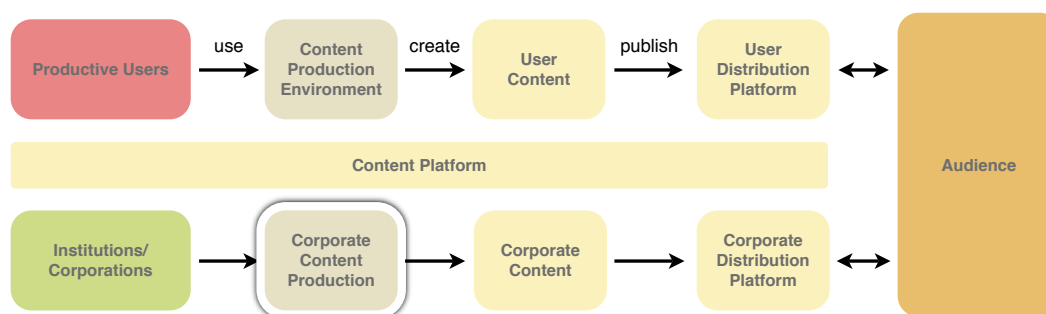 use
create
publish
Productive Users
Content
Production
Environment
User
Content
User
Distribution
Platform
Content Platform
Audience
Institutions/
Corporations
Corporate
Content
Production
Corporate
Content
Corporate
Distribution
Platform